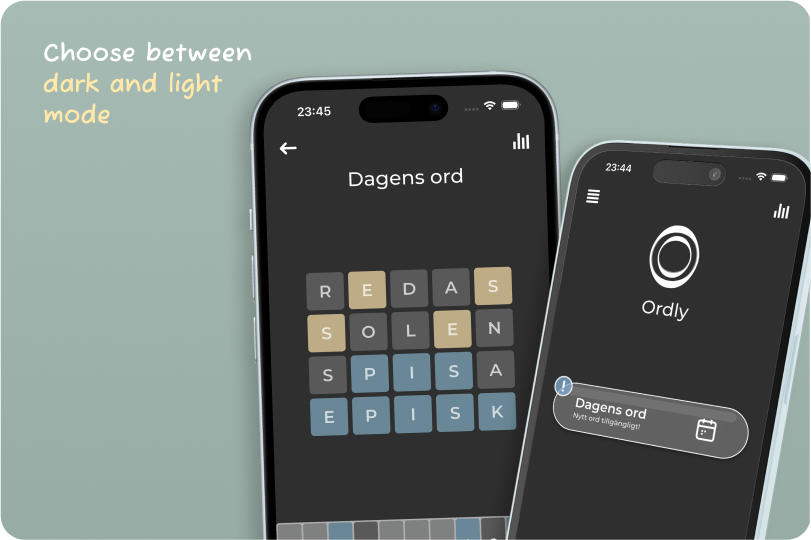 Choose between
dark and light
mode
23:45
Dagens ord
R E D A S
S O L E N
S P I S A
E P I S K
23:44
Ordly
!
Dagens ord
Nytt ord tillgängligt!